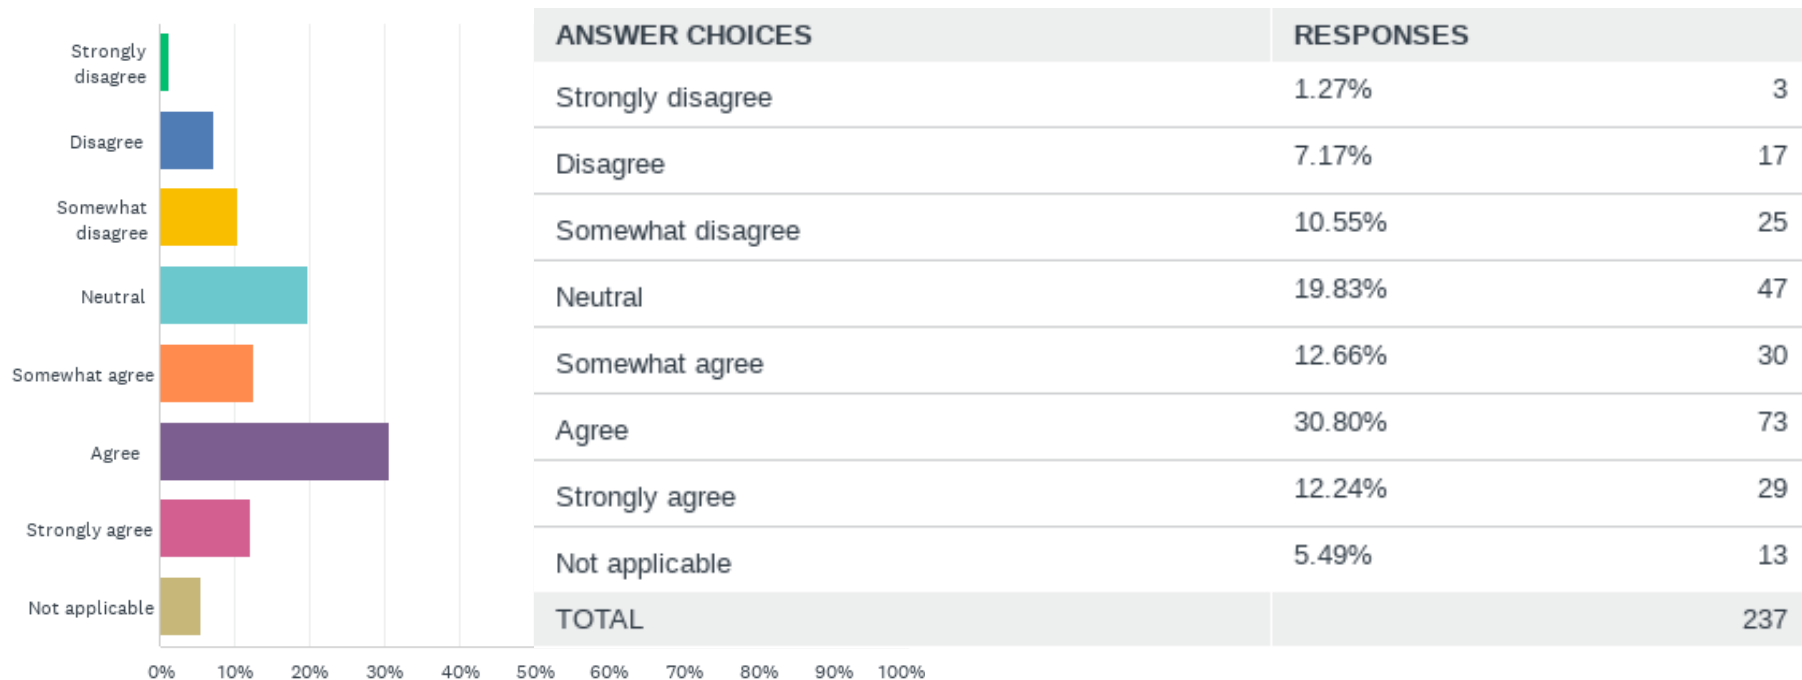 Strongly
disagree
Disagree
Somewhat
disagree
Neutral
Somewhat agree
Agree
Strongly agree
Not applicable
0% 10% 20% 30% 40% 50% 60% 70% 80% 90% 100%
ANSWER CHOICES RESPONSES
Strongly disagree 1.27% 3
Disagree 7.17% 17
Somewhat disagree 10.55% 25
Neutral 19.83% 47
Somewhat agree 12.66% 30
Agree 30.80% 73
Strongly agree 12.24% 29
Not applicable 5.49% 13
TOTAL 237